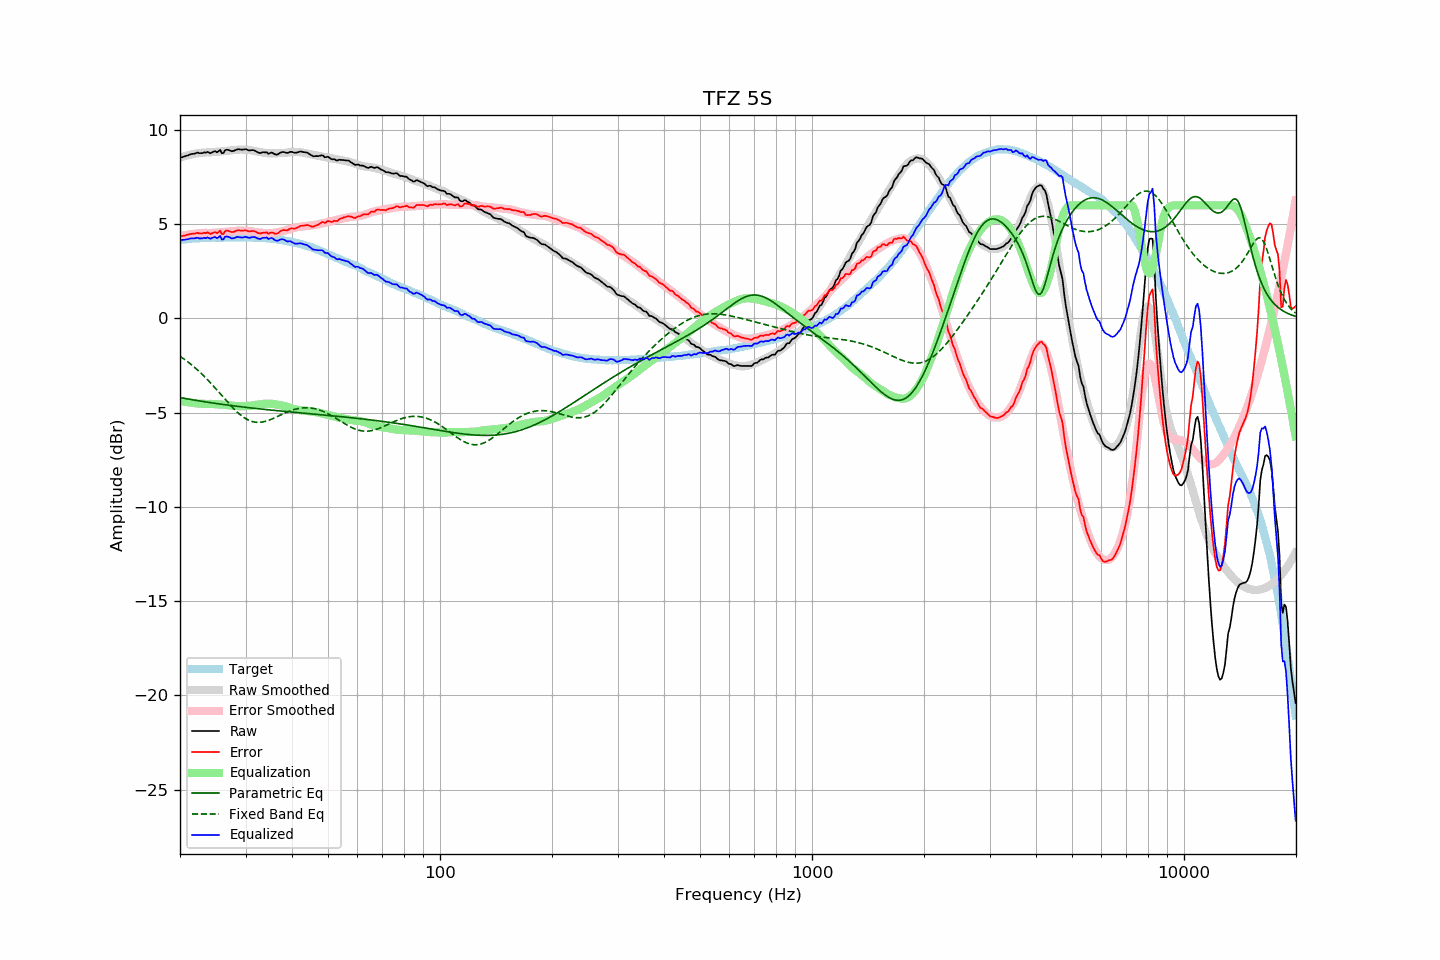 TFZ 5S
10
5
0
−5
−10
−15
−20
−25
Amplitude (dBr)
Target
Raw Smoothed
Error Smoothed
Raw
Error
Equalization
Parametric Eq
Fixed Band Eq
Equalized
100
1000
10000
Frequency (Hz)